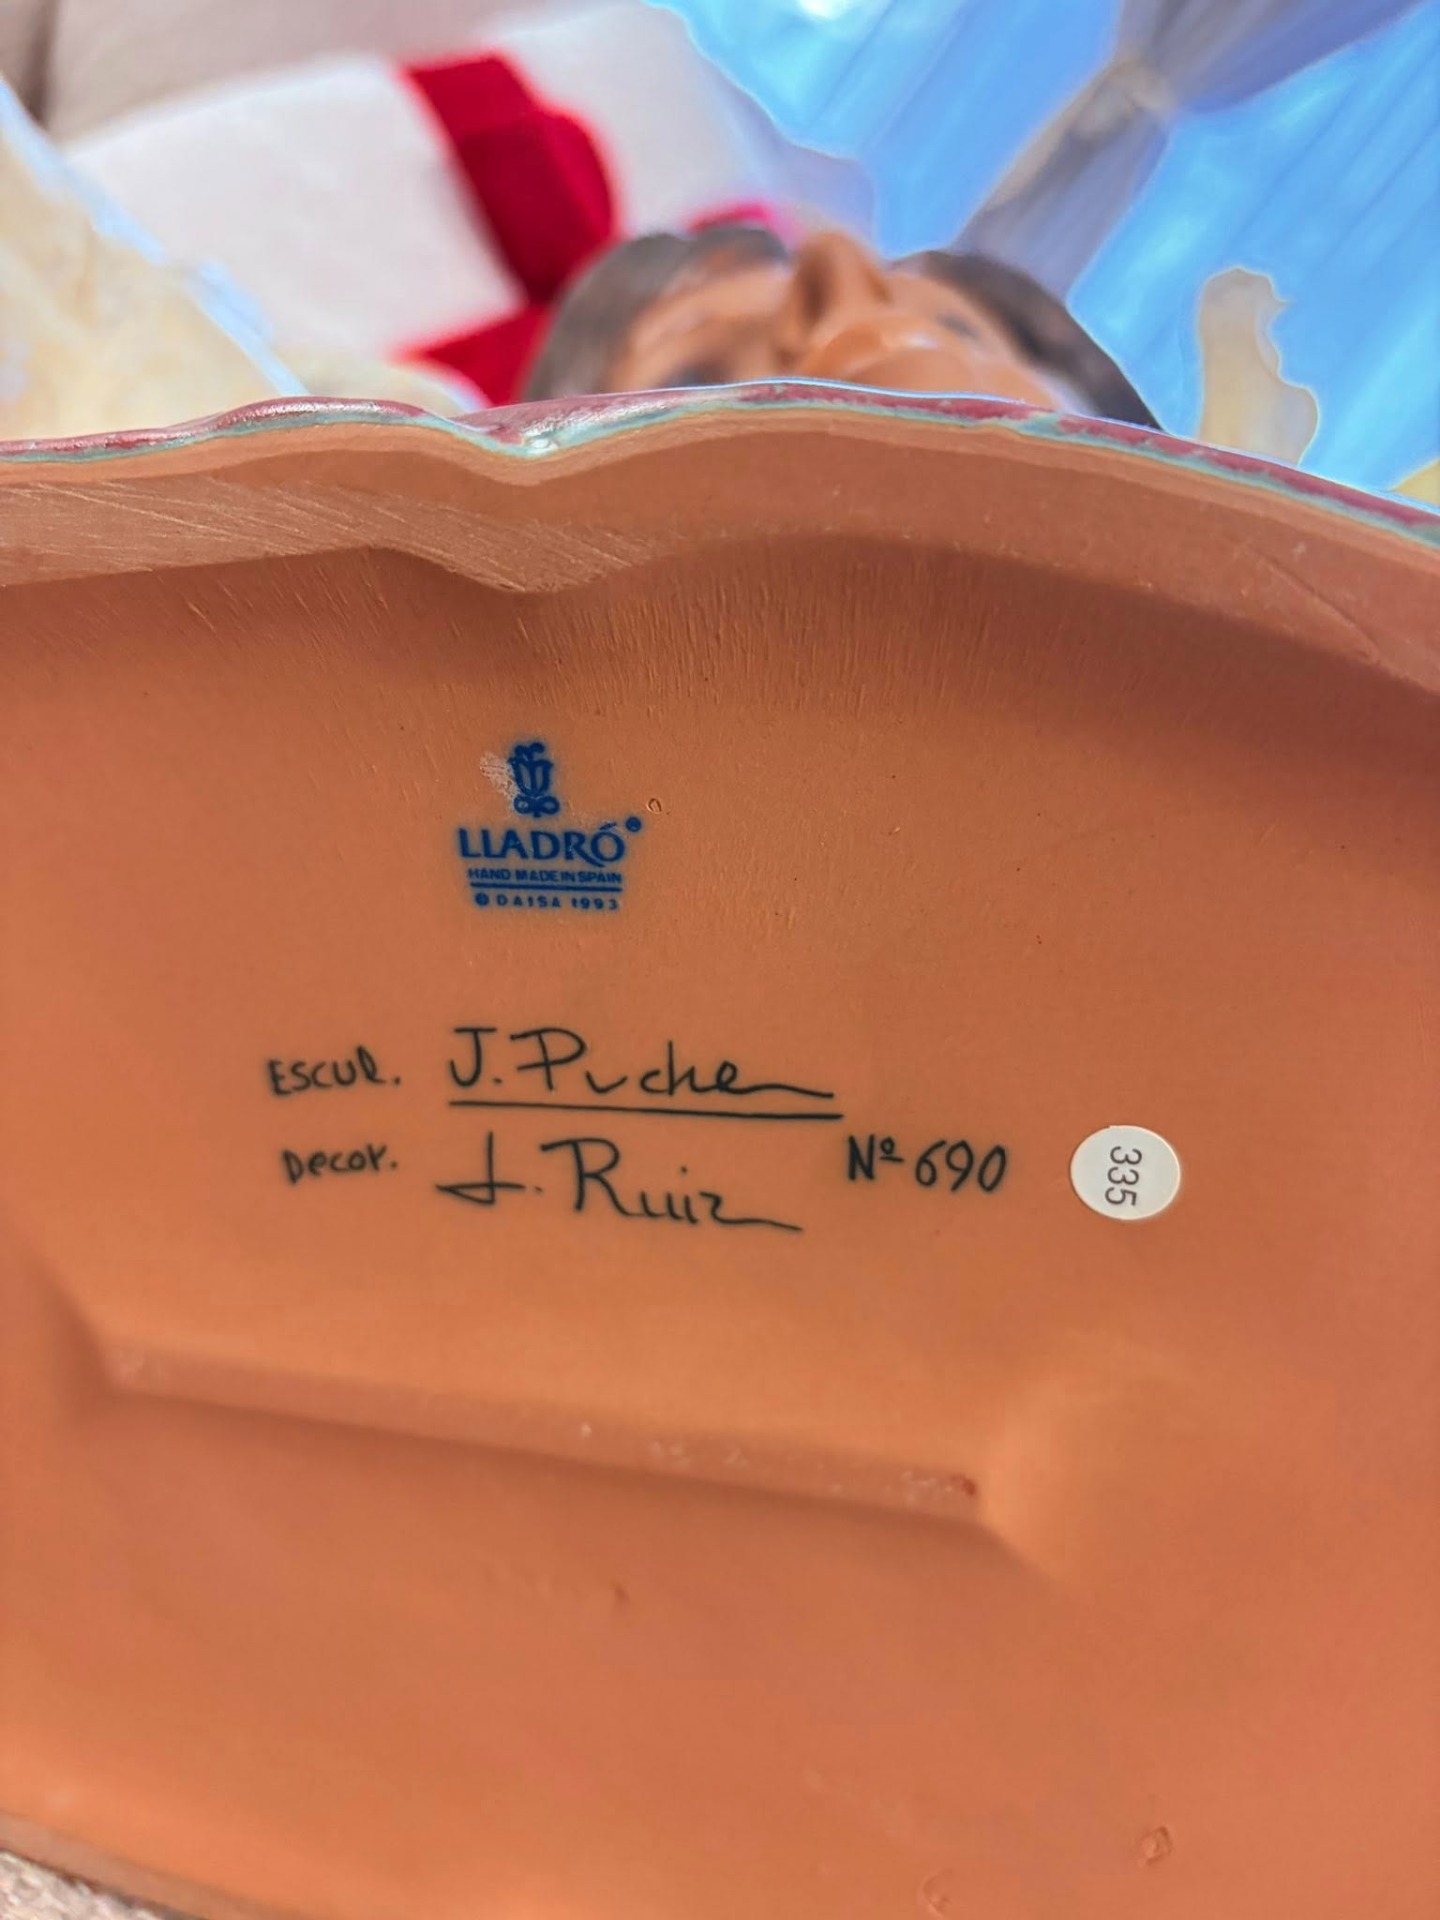 LLADRÓ®
HAND MADE IN SPAIN
© DAISA 1993
ESCUL. J. Puche
Decor. J. Ruiz Nº 690
335